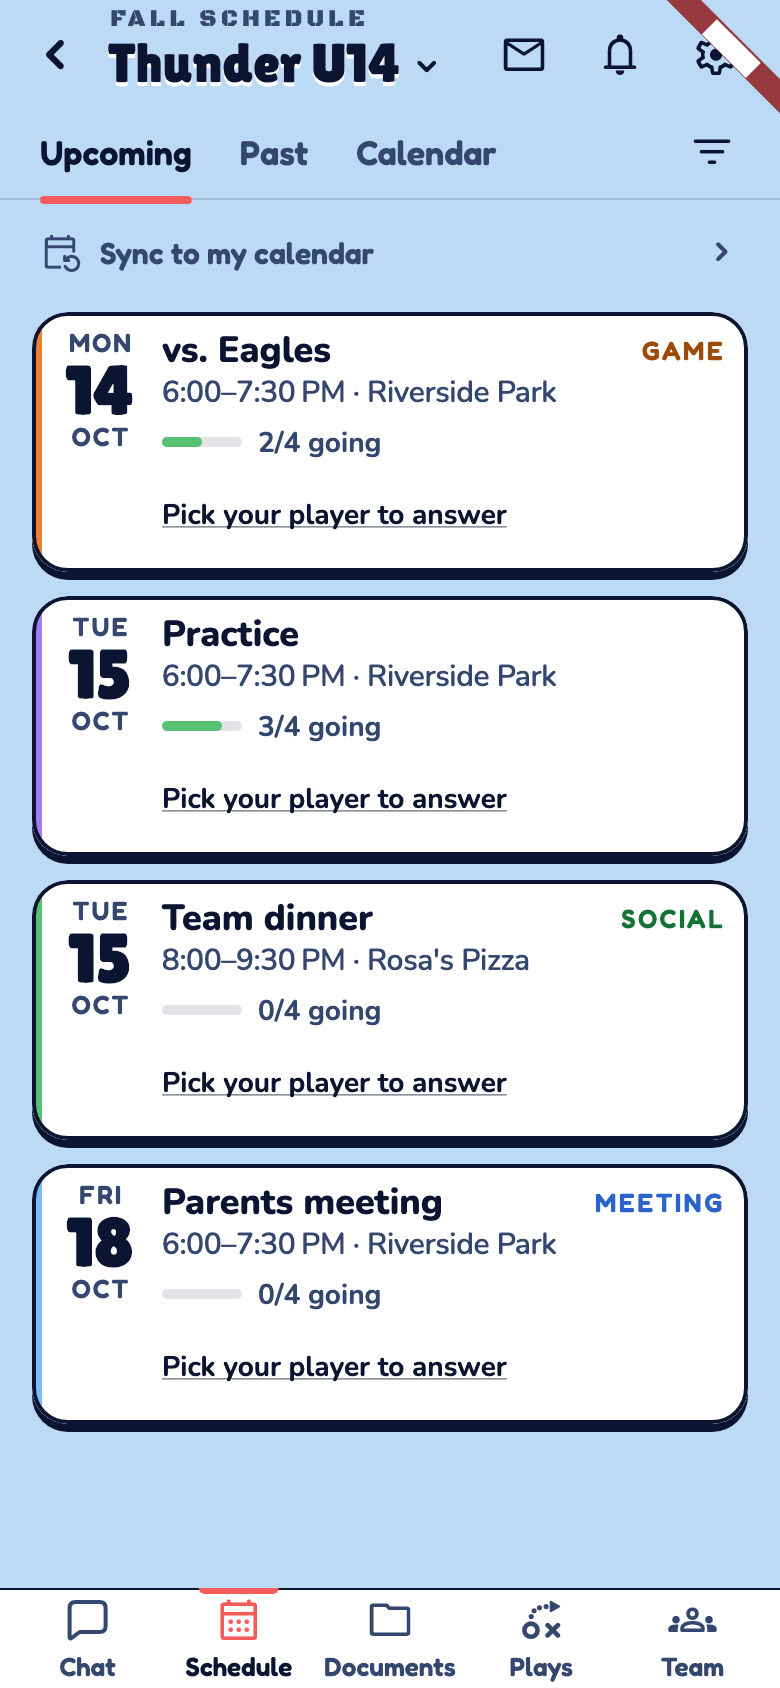 FALL SCHEDULE
Thunder U14
Upcoming Past Calendar
Sync to my calendar
MON
14
OCT
vs. Eagles
GAME
6:00–7:30 PM · Riverside Park
2/4 going
Pick your player to answer
TUE
15
OCT
Practice
6:00–7:30 PM · Riverside Park
3/4 going
Pick your player to answer
TUE
15
OCT
Team dinner
SOCIAL
8:00–9:30 PM · Rosa's Pizza
0/4 going
Pick your player to answer
FRI
18
OCT
Parents meeting
MEETING
6:00–7:30 PM · Riverside Park
0/4 going
Pick your player to answer
Chat Schedule Documents Plays Team